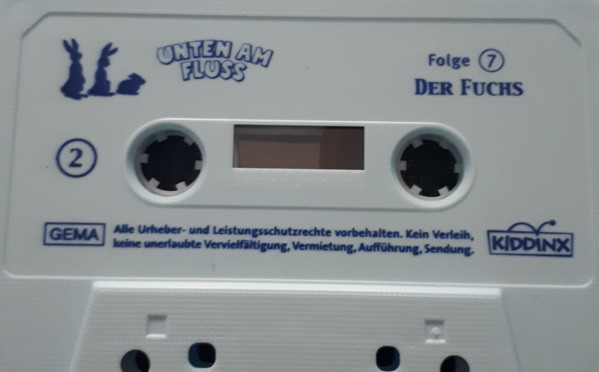 UNTEN AM
FLUSS
Folge 7
DER FUCHS
2
GEMA
Alle Urheber- und Leistungsschutzrechte vorbehalten. Kein Verleih,
keine unerlaubte Vervielfältigung, Vermietung, Aufführung, Sendung.
KIDDINX